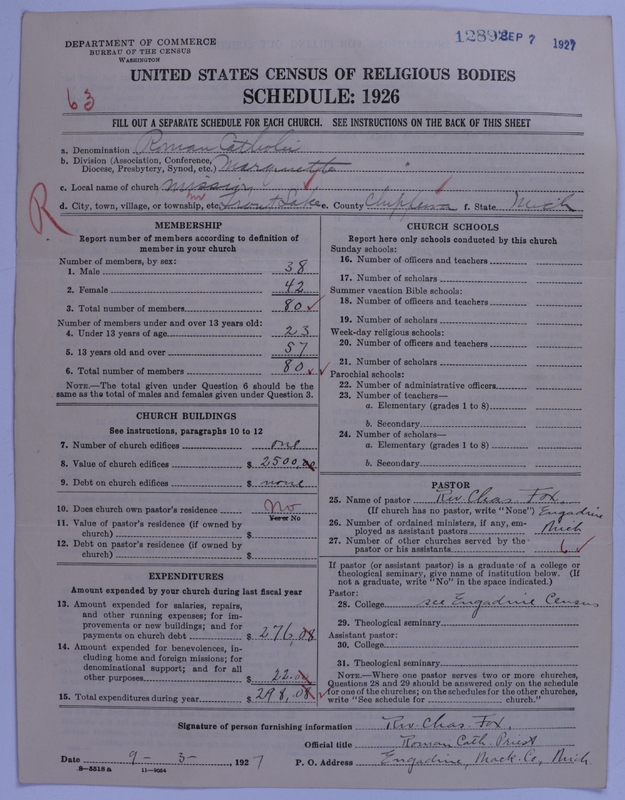 DEPARTMENT OF COMMERCE
BUREAU OF THE CENSUS
WASHINGTON
SEP 7 1927
UNITED STATES CENSUS OF RELIGIOUS BODIES
SCHEDULE: 1926
63
FILL OUT A SEPARATE SCHEDULE FOR EACH CHURCH. SEE INSTRUCTIONS ON THE BACK OF THIS SHEET
a. Denomination Roman Catholic
b. Division (Association, Conference, Diocese, Presbytery, Synod, etc.) Marquette
c. Local name of church mission
d. City, town, village, or township, etc. Trout Lake e. County Chippewa f. State Mich
R
MEMBERSHIP
Report number of members according to definition of
member in your church
Number of members, by sex:
1. Male 38
2. Female 42
3. Total number of members 80
Number of members under and over 13 years old:
4. Under 13 years of age 23
5. 13 years old and over 57
6. Total number of members 80
NOTE.—The total given under Question 6 should be
same as the total of males and females given under Question 3.
CHURCH BUILDINGS
See instructions, paragraphs 10 to 12
7. Number of church edifices one
8. Value of church edifices $ 2500,00
9. Debt on church edifices $ none
10. Does church own pastor's residence No
Yes or No
11. Value of pastor's residence (if owned by
church) $
12. Debt on pastor's residence (if owned by
church) $
EXPENDITURES
Amount expended by your church during last fiscal year
13. Amount expended for salaries, repairs,
and other running expenses; for im-
provements or new buildings; and for
payments on church debt $ 276,08
14. Amount expended for benevolences, in-
cluding home and foreign missions; for
denominational support; and for all
other purposes $ 22.00
15. Total expenditures during year $ 298,08
CHURCH SCHOOLS
Report here only schools conducted by this church
Sunday schools:
16. Number of officers and teachers
17. Number of scholars
Summer vacation Bible schools:
18. Number of officers and teachers
19. Number of scholars
Week-day religious schools:
20. Number of officers and teachers
21. Number of scholars
Parochial schools:
22. Number of administrative officers
23. Number of teachers—
a. Elementary (grades 1 to 8)
b. Secondary
24. Number of scholars—
a. Elementary (grades 1 to 8)
b. Secondary
PASTOR
25. Name of pastor Rev. Chas. Fox,
(If church has no pastor, write "None") Engadine
26. Number of ordained ministers, if any, em-
ployed as assistant pastors Mich
27. Number of other churches served by the
pastor or his assistants 6
If pastor (or assistant pastor) is a graduate of a college or
theological seminary, give name of institution below. (If
not a graduate, write "No" in the space indicated.)
Pastor:
28. College see Engadine Census
29. Theological seminary
Assistant pastor:
30. College
31. Theological seminary
NOTE.—Where one pastor serves two or more churches,
Questions 28 and 29 should be answered only on the schedule
for one of the churches; on the schedules for the other churches,
write "See schedule for church."
Signature of person furnishing information Rev. Chas. Fox.
Official title Roman Cath. Priest
Date 9-3-, 1927 P. O. Address Engadine, Mack. Co, Mich
8—5518a 11—9034